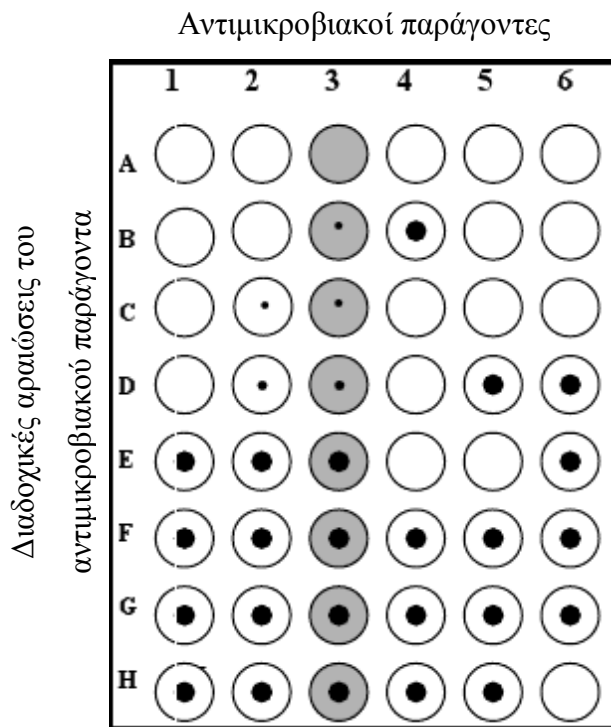 Αντιμικροβιακοί παράγοντες
1 2 3 4 5 6
A
B
C
D
E
F
G
H
Διαδοχικές αραιώσεις του
αντιμικροβιακού παράγοντα